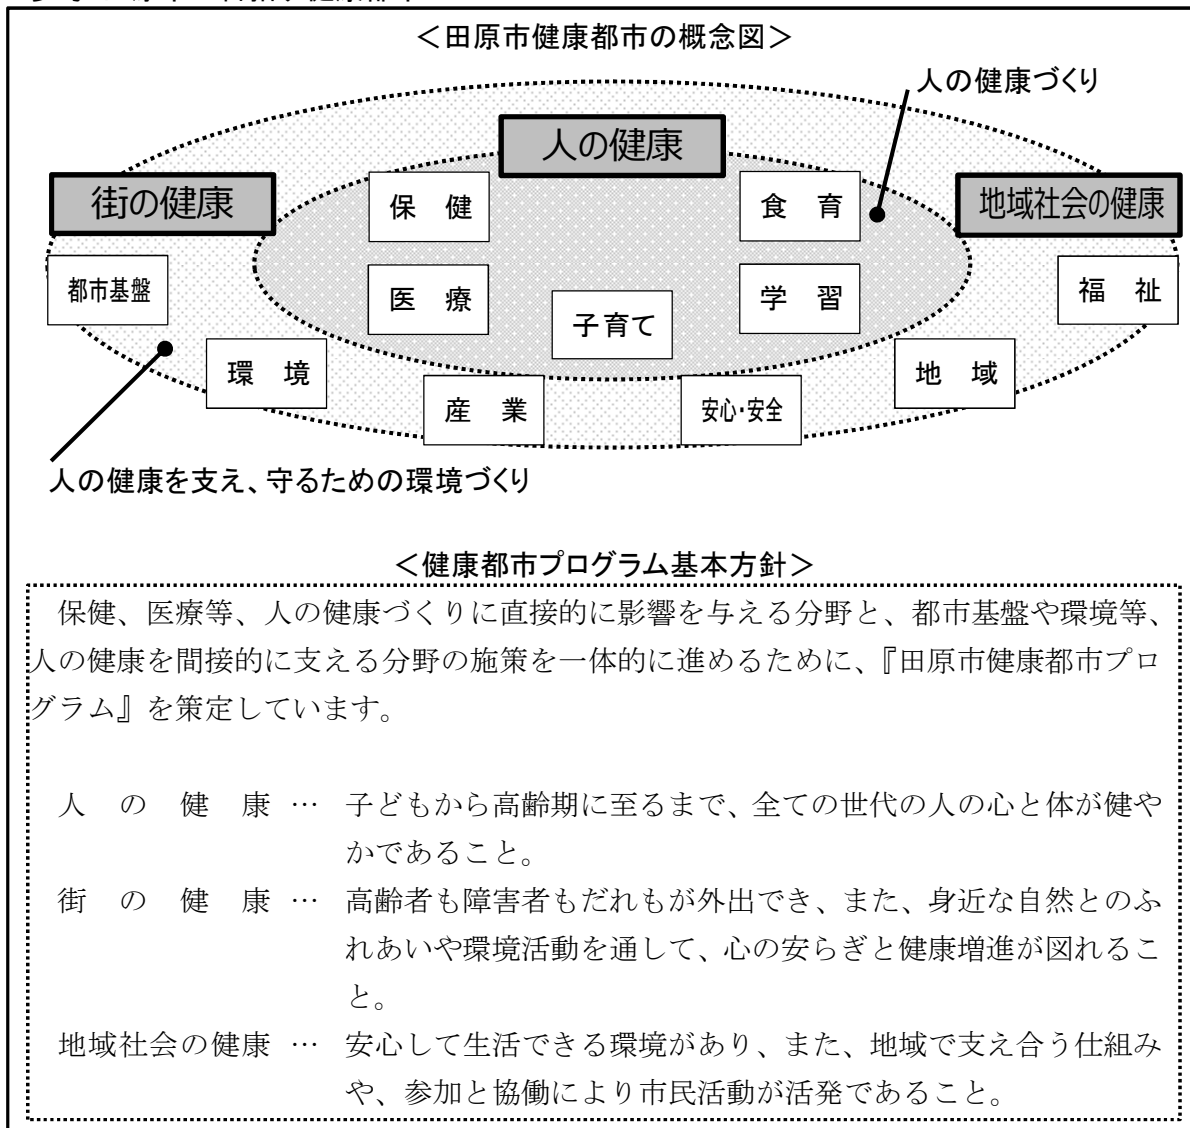 ＜田原市健康都市の概念図＞
人の健康づくり
人の健康
街の健康
地域社会の健康
保　健
食　育
都市基盤
福　祉
医　療
学　習
子育て
環　境
地　域
産　業
安心・安全
人の健康を支え、守るための環境づくり
＜健康都市プログラム基本方針＞
保健、医療等、人の健康づくりに直接的に影響を与える分野と、都市基盤や環境等、
人の健康を間接的に支える分野の施策を一体的に進めるために、『田原市健康都市プロ
グラム』を策定しています。
人　の　健　康 … 子どもから高齢期に至るまで、全ての世代の人の心と体が健や
かであること。
街　の　健　康 … 高齢者も障害者もだれもが外出でき、また、身近な自然とのふ
れあいや環境活動を通して、心の安らぎと健康増進が図れるこ
と。
地域社会の健康 … 安心して生活できる環境があり、また、地域で支え合う仕組み
や、参加と協働により市民活動が活発であること。